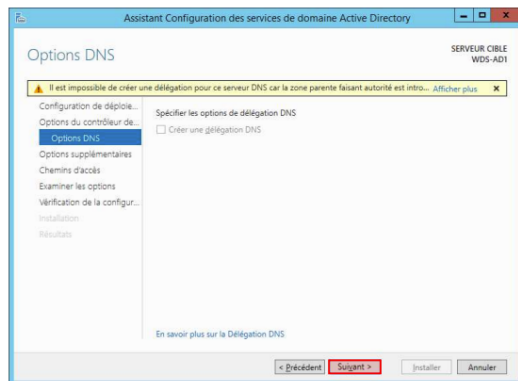 Assistant Configuration des services de domaine Active Directory
Options DNS
SERVEUR CIBLE
WDS-AD1
Il est impossible de créer une délégation pour ce serveur DNS car la zone parente faisant autorité est intro... Afficher plus
Configuration de déploie...
Options du contrôleur de...
Options DNS
Options supplémentaires
Chemins d'accès
Examiner les options
Vérification de la configur...
Installation
Résultats
Spécifier les options de délégation DNS
Créer une délégation DNS
En savoir plus sur la Délégation DNS
< Précédent
Suivant >
Installer
Annuler